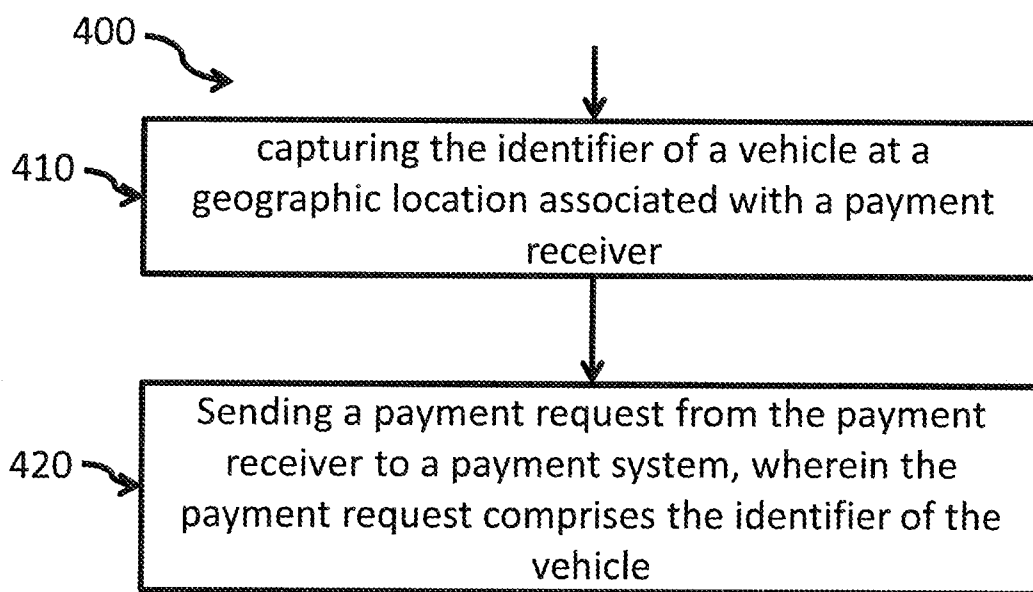 400
410
capturing the identifier of a vehicle at a
geographic location associated with a payment
receiver
420
Sending a payment request from the payment
receiver to a payment system, wherein the
payment request comprises the identifier of the
vehicle